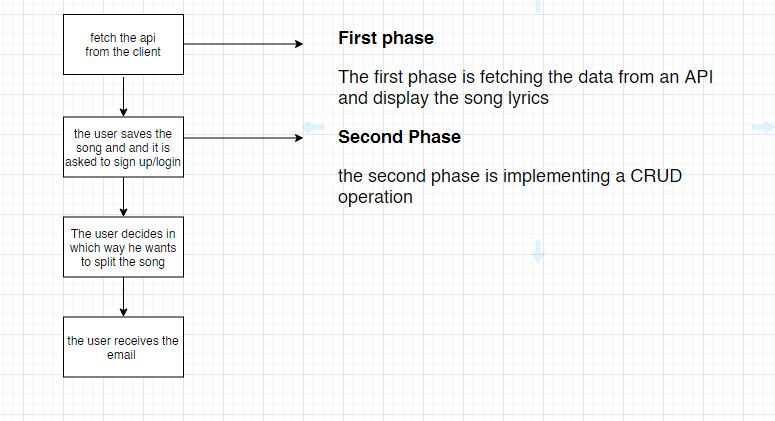 fetch the api
from the client
First phase
The first phase is fetching the data from an API
and display the song lyrics
the user saves the
song and and it is
asked to sign up/login
Second Phase
the second phase is implementing a CRUD
operation
The user decides in
which way he wants
to split the song
the user receives the
email